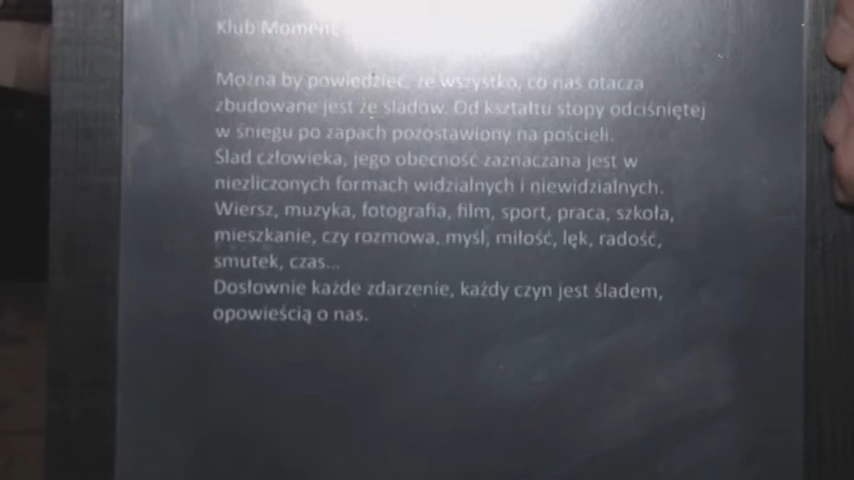 Klub Moment
Można by powiedzieć, że wszystko, co nas otacza
zbudowane jest ze śladów. Od kształtu stopy odciśniętej
w śniegu po zapach pozostawiony na pościeli.
Ślad człowieka, jego obecność zaznaczana jest w
niezliczonych formach widzialnych i niewidzialnych.
Wiersz, muzyka, fotografia, film, sport, praca, szkoła,
mieszkanie, czy rozmowa, myśl, miłość, lęk, radość,
smutek, czas...
Dosłownie każde zdarzenie, każdy czyn jest śladem,
opowieścią o nas.